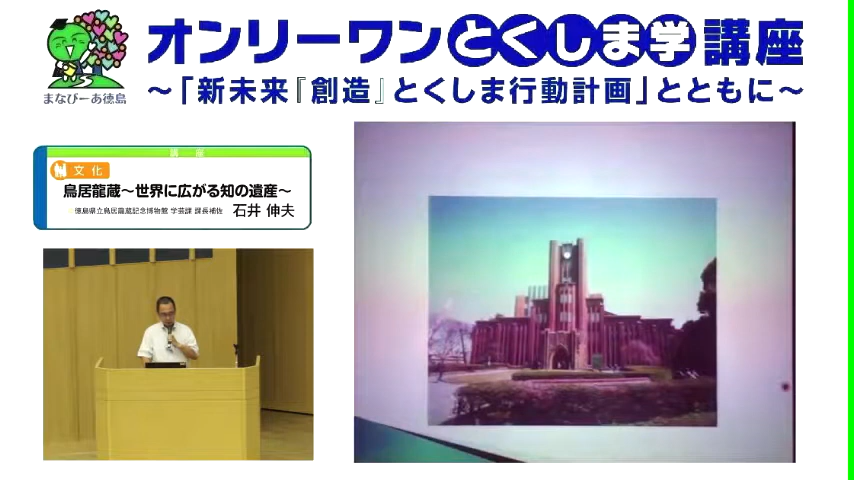 オンリーワンとくしま学講座
～「新未来『創造』とくしま行動計画」とともに～
まなびーあ徳島
講 座
文化
鳥居龍蔵～世界に広がる知の遺産～
徳島県立鳥居龍蔵記念博物館 学芸課 課長補佐 石井 伸夫